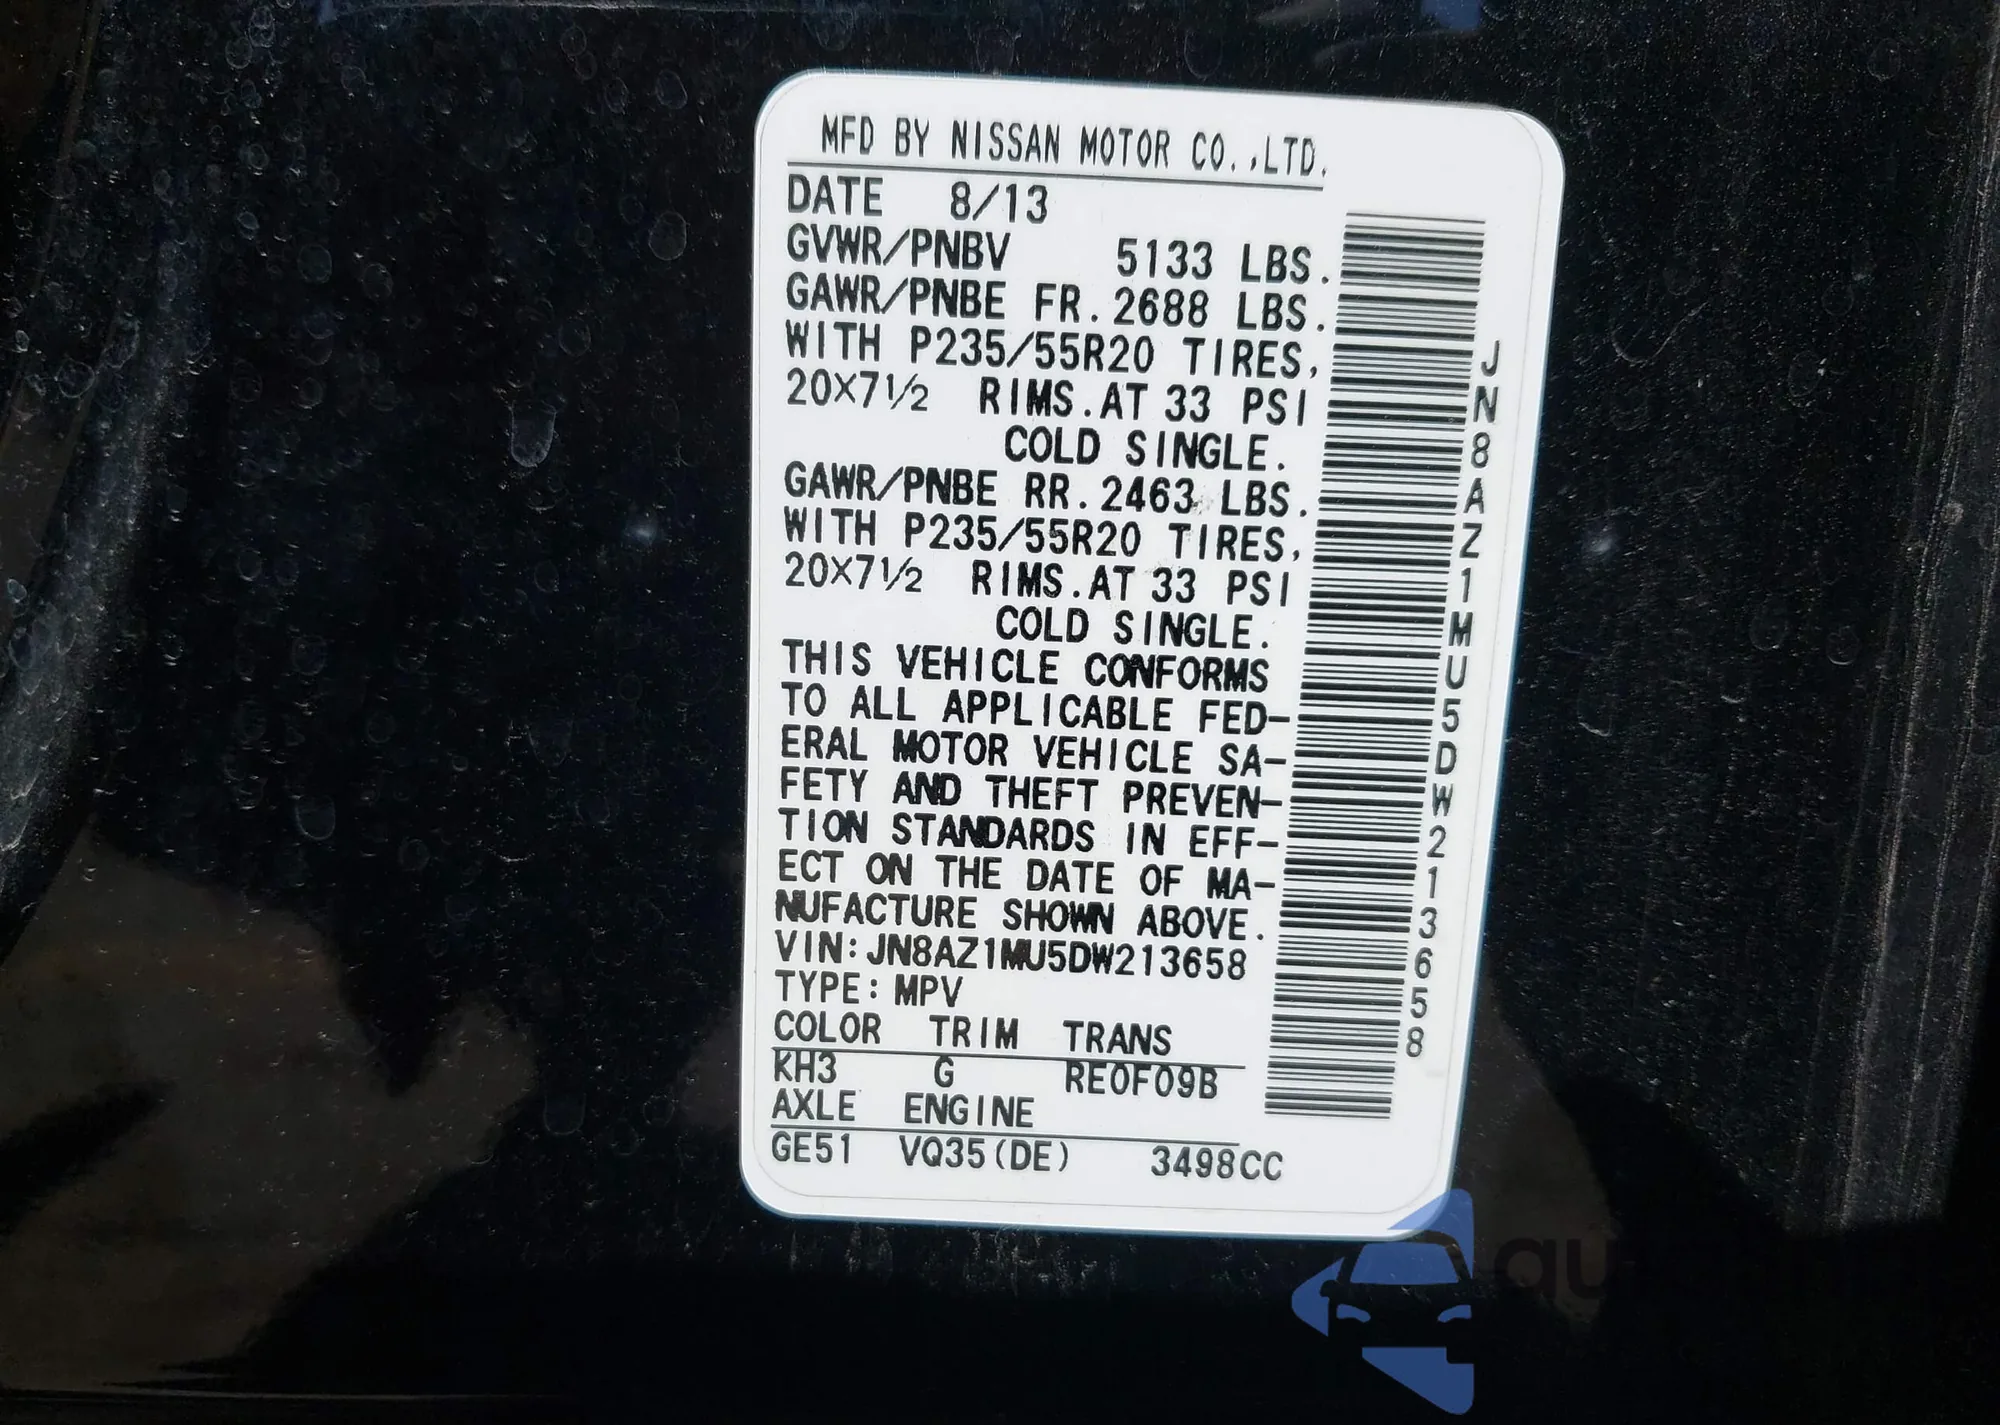 MFD BY NISSAN MOTOR CO.,LTD.
DATE 8/13
GVWR/PNBV 5133 LBS.
GAWR/PNBE FR.2688 LBS.
WITH P235/55R20 TIRES,
20X7½ RIMS.AT 33 PSI
COLD SINGLE.
GAWR/PNBE RR.2463 LBS.
WITH P235/55R20 TIRES,
20X7½ RIMS.AT 33 PSI
COLD SINGLE.
THIS VEHICLE CONFORMS
TO ALL APPLICABLE FED-
ERAL MOTOR VEHICLE SA-
FETY AND THEFT PREVEN-
TION STANDARDS IN EFF-
ECT ON THE DATE OF MA-
NUFACTURE SHOWN ABOVE.
VIN:JN8AZ1MU5DW213658
TYPE:MPV
COLOR TRIM TRANS
KH3 G RE0F09B
AXLE ENGINE
GE51 VQ35(DE) 3498CC
JN8AZ1MU5DW213658